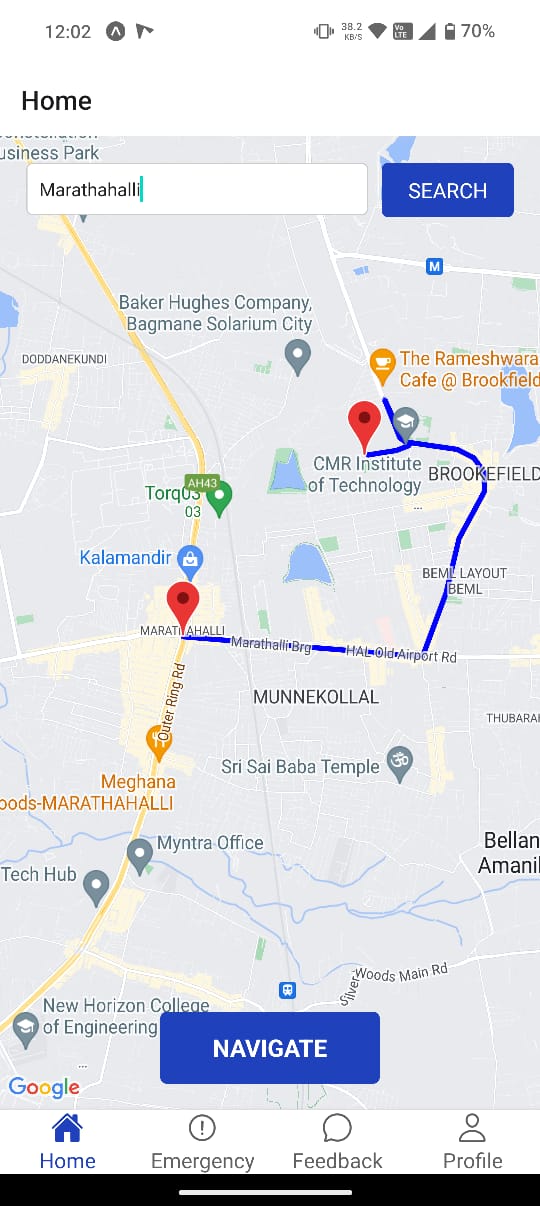 12:02
38.2
KB/S
Vo
LTE
70%
Home
usiness Park
Marathahalli
SEARCH
M
Baker Hughes Company,
Bagmane Solarium City
DODDANEKUNDI
The Rameshwara
Cafe @ Brookfield
CMR Institute
of Technology
BROOKEFIELD
AH43
Torq03
03
Kalamandir
BEML LAYOUT
BEML
MARATHAHALLI
Marathalli Brg
HAL Old Airport Rd
Outer Ring Rd
MUNNEKOLLAL
THUBARAH
Sri Sai Baba Temple
Meghana
oods-MARATHAHALLI
Myntra Office
Bellan
Amani
Tech Hub
Silver
Woods Main Rd
New Horizon College
of Engineering
NAVIGATE
Google
Home
Emergency
Feedback
Profile